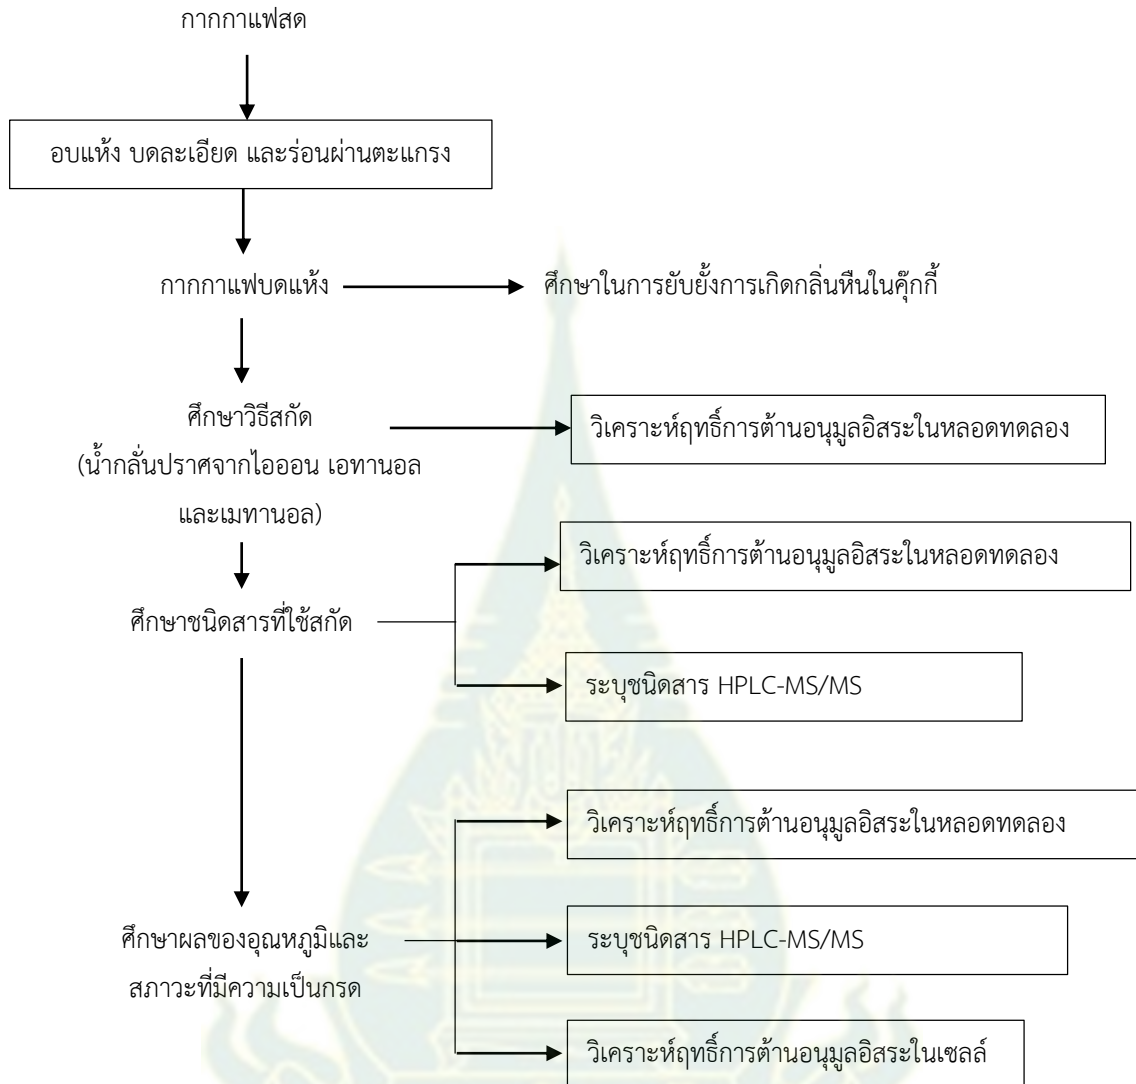 กากกาแฟสด
อบแห้ง บดละเอียด และร่อนผ่านตะแกรง
กากกาแฟบดแห้ง
ศึกษาในการยับยั้งการเกิดกลิ่นหืนในคุ๊กกี้
ศึกษาวิธีสกัด
(น้ำกลั่นปราศจากไอออน เอทานอล
และเมทานอล)
วิเคราะห์ฤทธิ์การต้านอนุมูลอิสระในหลอดทดลอง
ศึกษาชนิดสารที่ใช้สกัด
วิเคราะห์ฤทธิ์การต้านอนุมูลอิสระในหลอดทดลอง
ระบุชนิดสาร HPLC-MS/MS
ศึกษาผลของอุณหภูมิและ
สภาวะที่มีความเป็นกรด
วิเคราะห์ฤทธิ์การต้านอนุมูลอิสระในหลอดทดลอง
ระบุชนิดสาร HPLC-MS/MS
วิเคราะห์ฤทธิ์การต้านอนุมูลอิสระในเซลล์